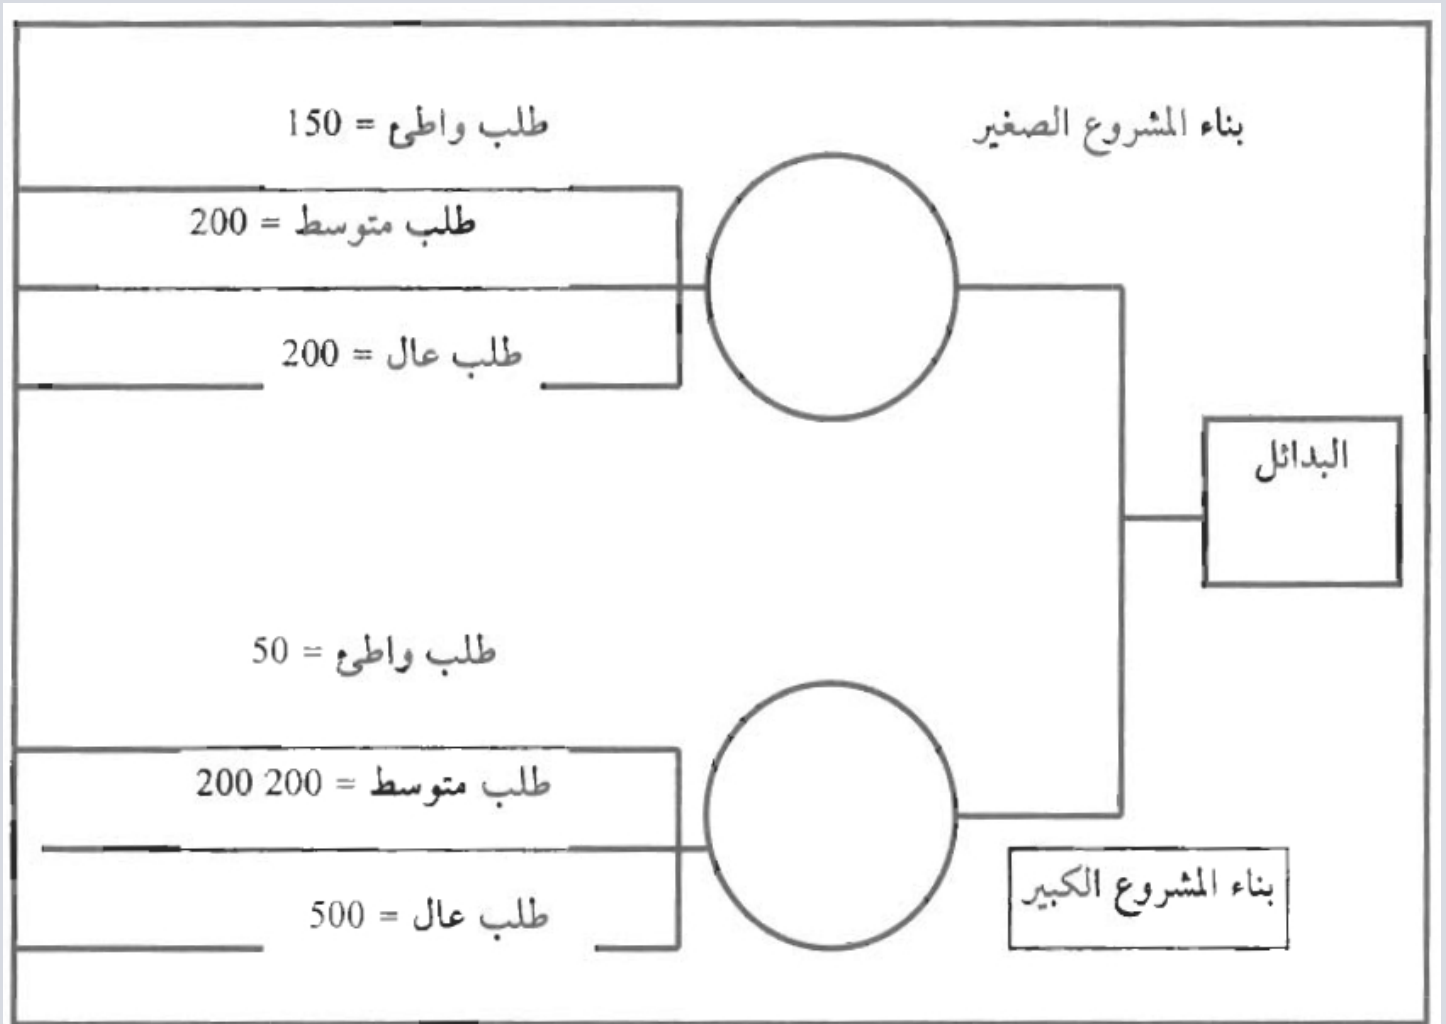 بناء المشروع الصغير
طلب واطئ = 150
طلب متوسط = 200
طلب عال = 200
البدائل
طلب واطئ = 50
طلب متوسط = 200 200
بناء المشروع الكبير
طلب عال = 500